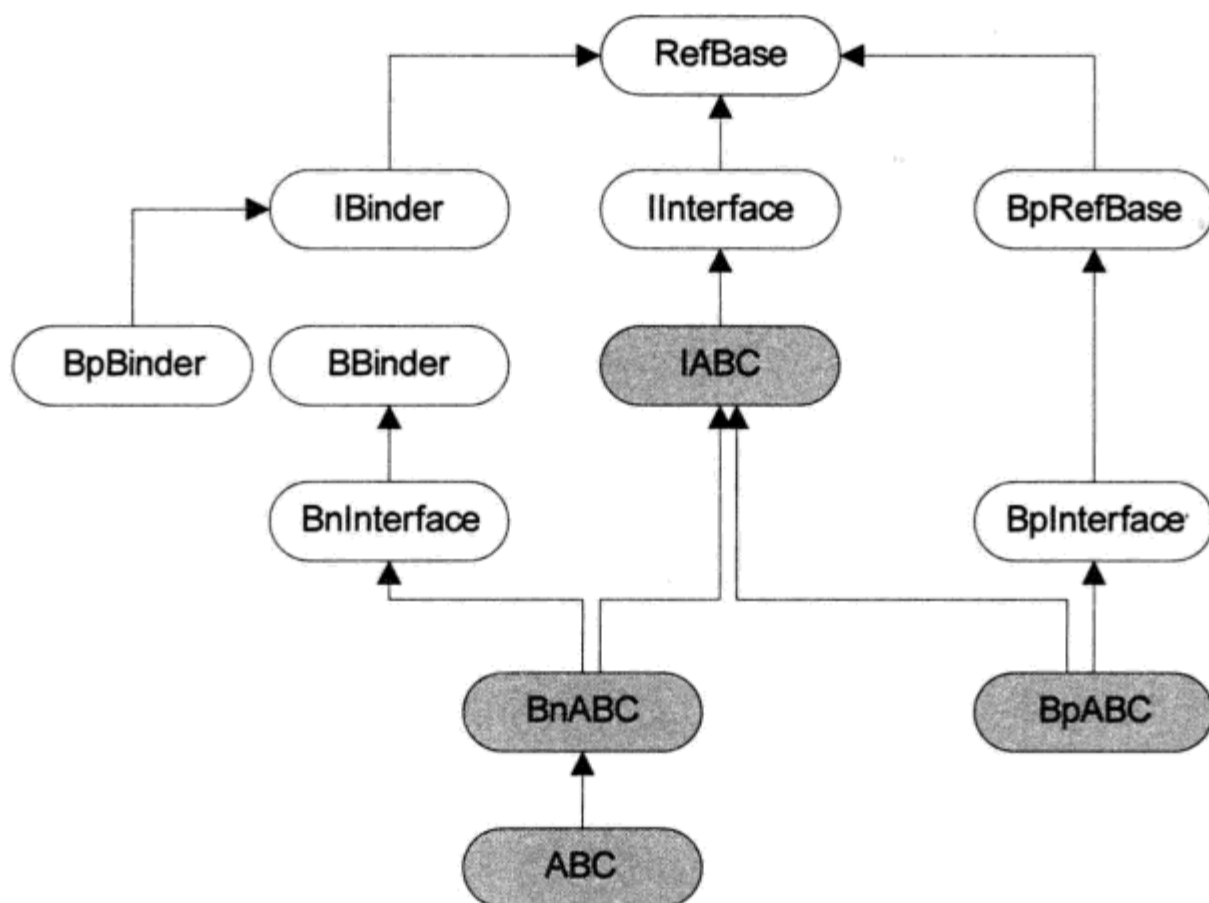 RefBase
IBinder
IInterface
BpRefBase
BpBinder
BBinder
IABC
BnInterface
BpInterface
BnABC
BpABC
ABC